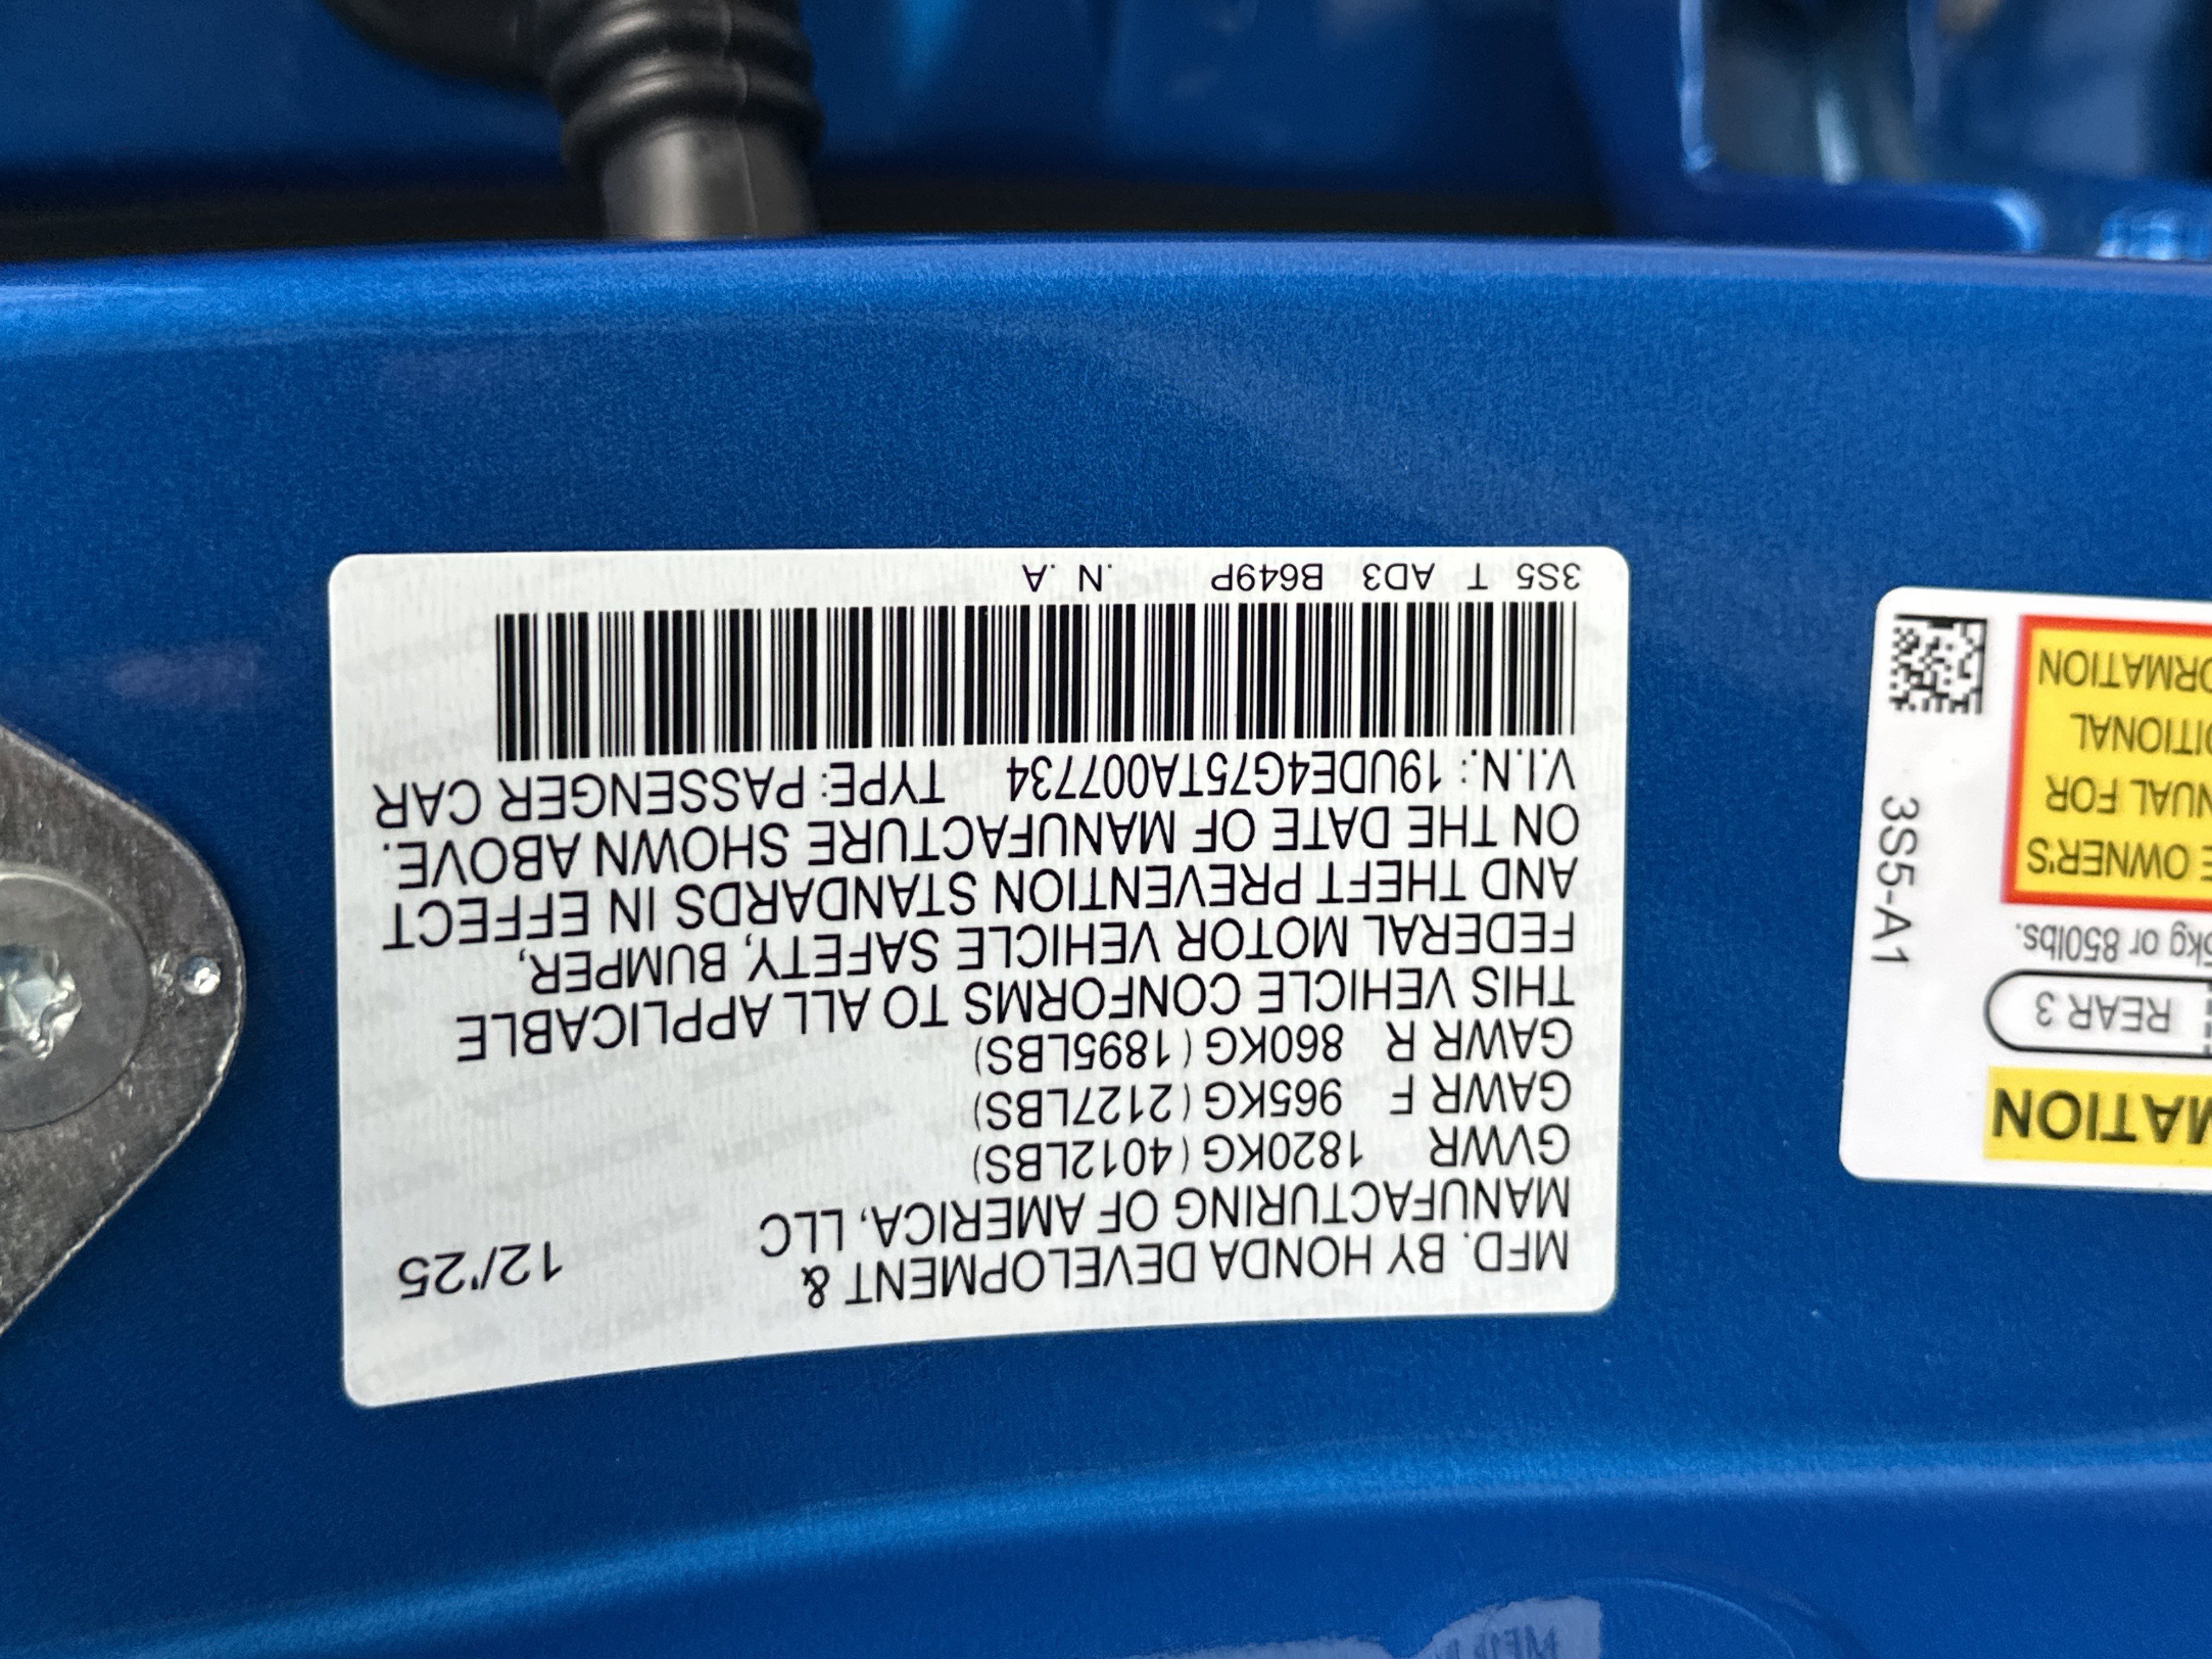 MFD. BY HONDA DEVELOPMENT &
MANUFACTURING OF AMERICA, LLC
12/'25
GVWR 1820KG (4012LBS)
GAWR F 965KG (2127LBS)
GAWR R 860KG (1895LBS)
THIS VEHICLE CONFORMS TO ALL APPLICABLE
FEDERAL MOTOR VEHICLE SAFETY, BUMPER,
AND THEFT PREVENTION STANDARDS IN EFFECT
ON THE DATE OF MANUFACTURE SHOWN ABOVE.
V.I.N.: 19UDE4G75TA007734 TYPE: PASSENGER CAR
3S5 T AD3 B649P .N .A
MATION
REAR 3
kg or 850lbs.
OWNER'S
NUAL FOR
ITIONAL
ORMATION
3S5-A1